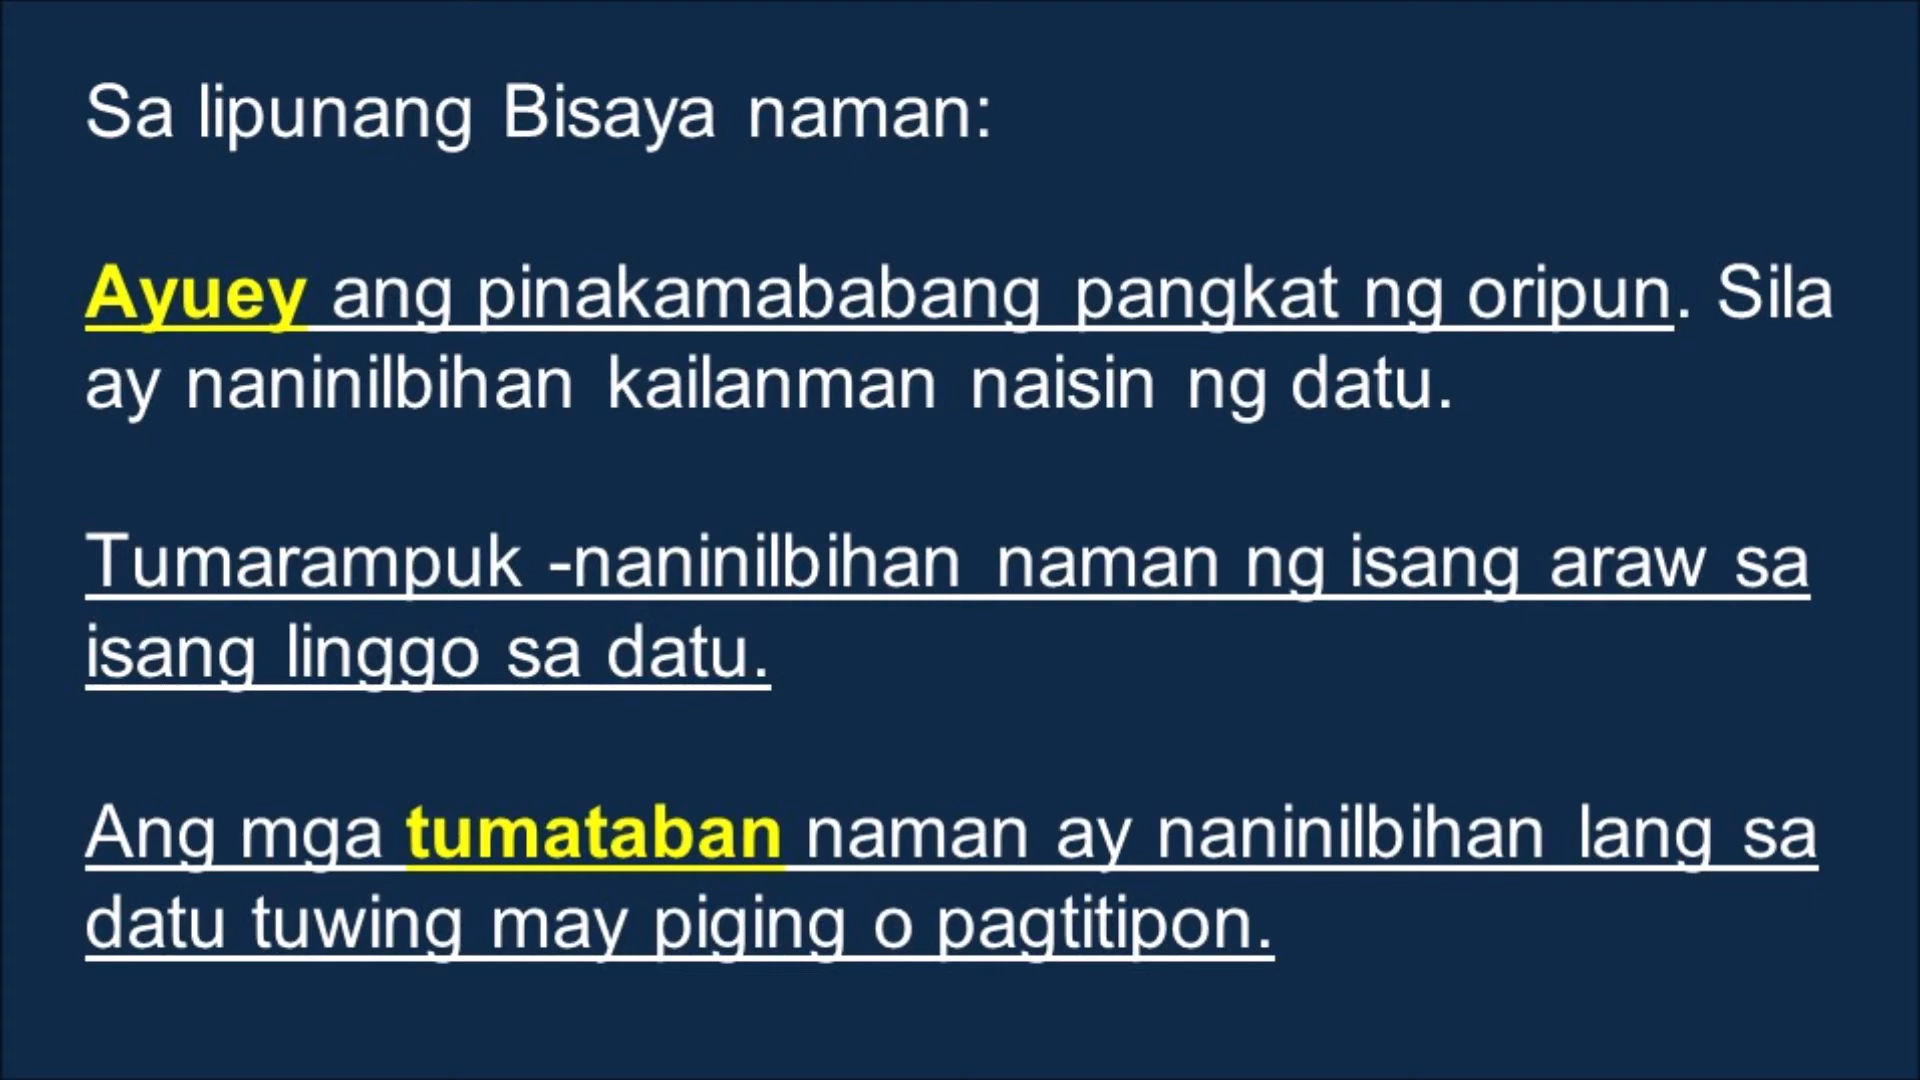 Sa lipunang Bisaya naman:
Ayuey ang pinakamababang pangkat ng oripun. Sila
ay naninilbihan kailanman naisin ng datu.
Tumarampuk -naninilbihan naman ng isang araw sa
isang linggo sa datu.
Ang mga tumataban naman ay naninilbihan lang sa
datu tuwing may piging o pagtitipon.